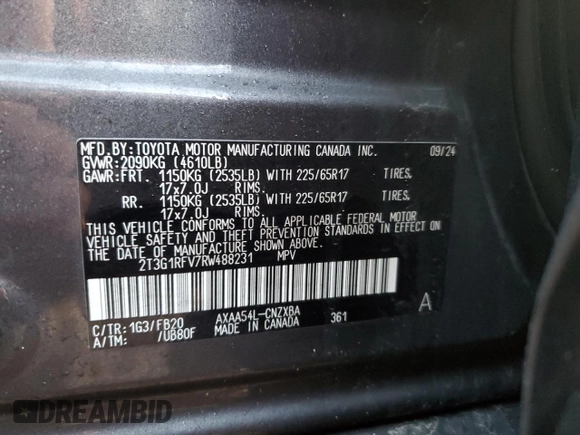 MFD. BY: TOYOTA MOTOR MANUFACTURING CANADA INC. 09/24
GVWR: 2090KG (4610LB)
GAWR: FRT. 1150KG (2535LB) WITH 225/65R17 TIRES.
17x7.0J RIMS.
RR. 1150KG (2535LB) WITH 225/65R17 TIRES.
17x7.0J RIMS.
THIS VEHICLE CONFORMS TO ALL APPLICABLE FEDERAL MOTOR
VEHICLE SAFETY AND THEFT PREVENTION STANDARDS IN EFFECT ON
THE DATE OF MANUFACTURE SHOWN ABOVE.
2T3G1RFV7RW488231 MPV
C/TR: 1G3/FB20 AXAA54L-CNZXBA 361 A
A/TM: /UB80F MADE IN CANADA
DREAMBID